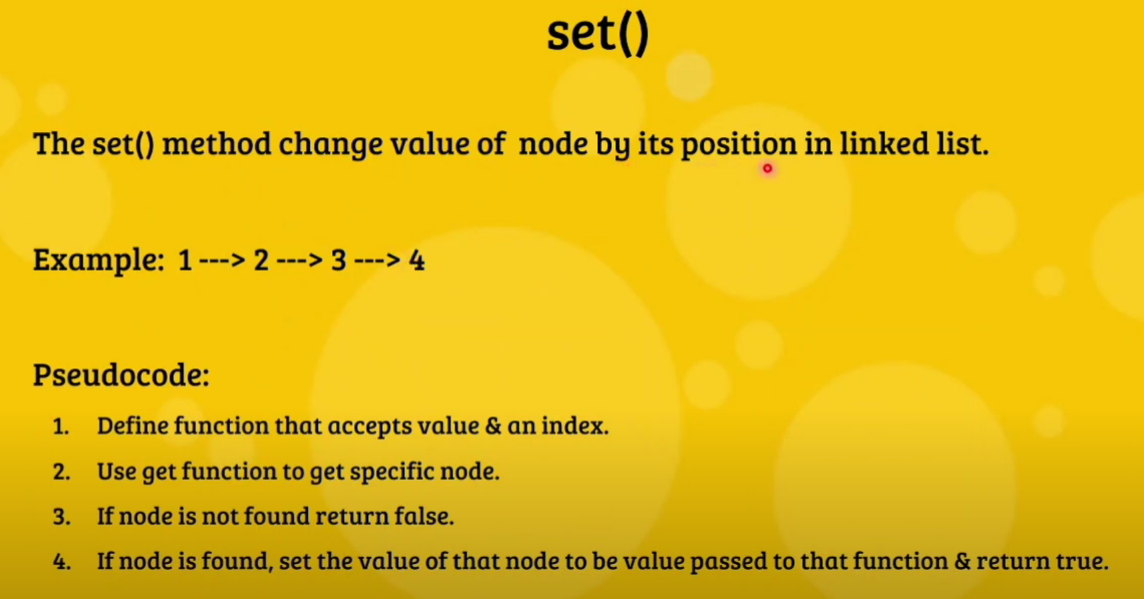 set()
The set() method change value of node by its position in linked list.
Example: 1 ---> 2 ---> 3 ---> 4
Pseudocode:
1. Define function that accepts value & an index.
2. Use get function to get specific node.
3. If node is not found return false.
4. If node is found, set the value of that node to be value passed to that function & return true.